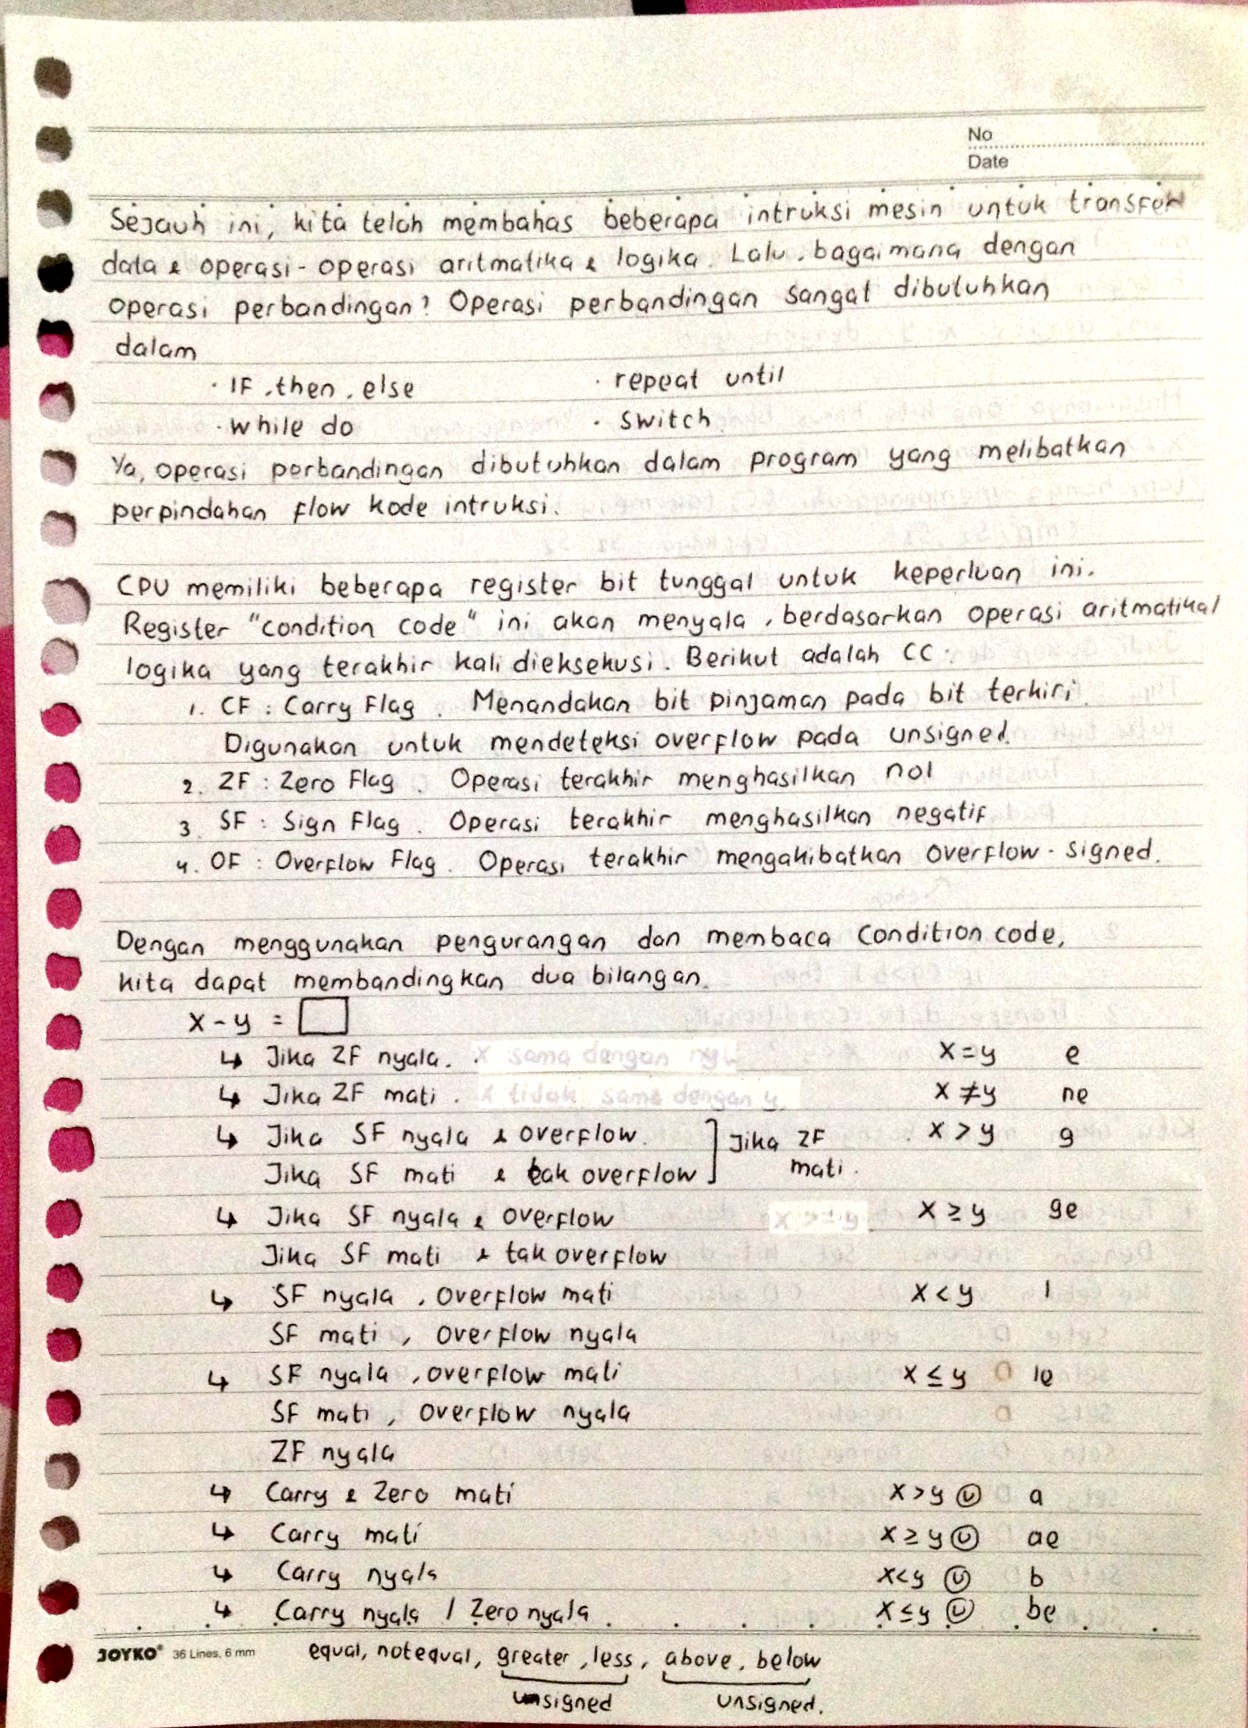 No
Date
Sejauh ini, kita telah membahas beberapa intruksi mesin untuk transfer
data & operasi-operasi aritmatika & logika. Lalu, bagaimana dengan
operasi perbandingan? Operasi perbandingan sangat dibutuhkan
dalam
· IF, then, else · repeat until
· while do · switch
Ya, operasi perbandingan dibutuhkan dalam program yang melibatkan
perpindahan flow kode intruksi.
CPU memiliki beberapa register bit tunggal untuk keperluan ini.
Register "condition code" ini akan menyala, berdasarkan operasi aritmatika/
logika yang terakhir kali dieksekusi. Berikut adalah CC:
1. CF : Carry Flag. Menandakan bit pinjaman pada bit terkiri.
Digunakan untuk mendeteksi overflow pada unsigned.
2. ZF : Zero Flag. Operasi terakhir menghasilkan nol
3. SF : Sign Flag. Operasi terakhir menghasilkan negatif
4. OF : Overflow Flag. Operasi terakhir mengakibatkan overflow - signed.
Dengan menggunakan pengurangan dan membaca condition code,
kita dapat membandingkan dua bilangan.
x - y = □
↳ Jika ZF nyala. x = y e
↳ Jika ZF mati. x tidak sama dengan y. x ≠ y ne
↳ Jika SF nyala & overflow. ] Jika ZF x > y g
Jika SF mati & tak overflow ] mati.
↳ Jika SF nyala & overflow x >= y. x ≥ y ge
Jika SF mati & tak overflow
↳ SF nyala, overflow mati x < y l
SF mati, overflow nyala
↳ SF nyala, overflow mati x ≤ y le
SF mati, overflow nyala
ZF nyala
↳ Carry & Zero mati x > y Ⓤ a
↳ Carry mati x ≥ y Ⓤ ae
↳ Carry nyala x < y Ⓤ b
↳ Carry nyala / Zero nyala x ≤ y Ⓤ be
JOYKO® 36 Lines, 6 mm equal, notequal, greater, less, above, below
signed unsigned.